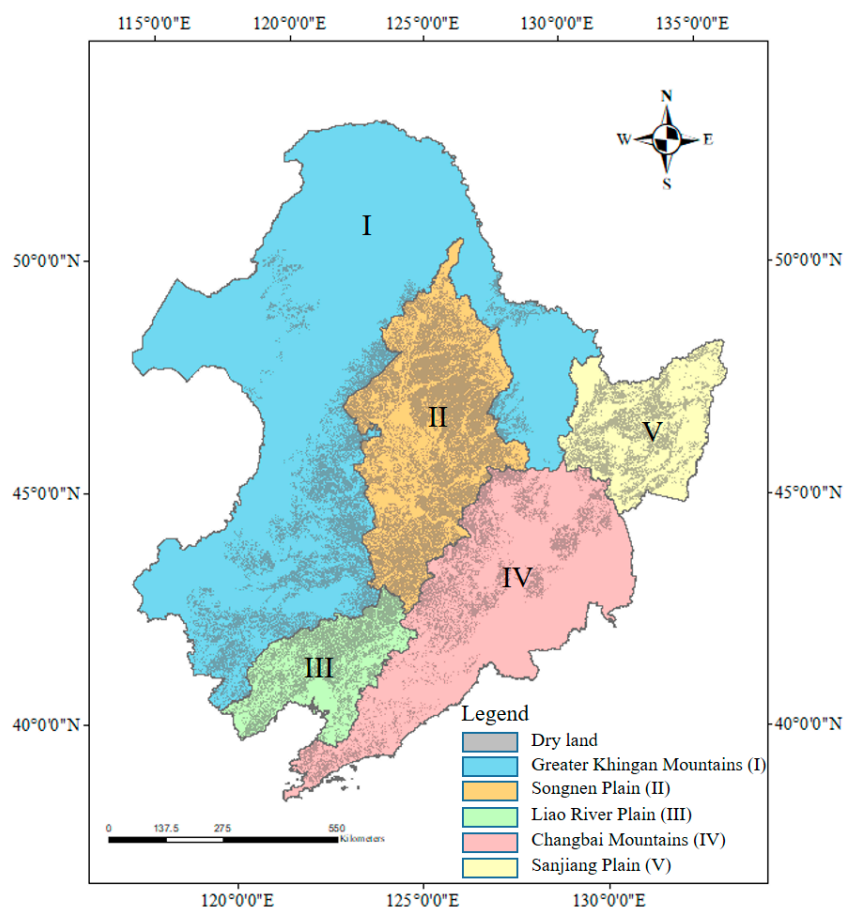 115°0'0"E 120°0'0"E 125°0'0"E 130°0'0"E 135°0'0"E
N
W E
S
I
50°0'0"N 50°0'0"N
II
V
45°0'0"N 45°0'0"N
IV
III
40°0'0"N 40°0'0"N
Legend
Dry land
Greater Khingan Mountains (I)
Songnen Plain (II)
Liao River Plain (III)
Changbai Mountains (IV)
Sanjiang Plain (V)
0 137.5 275 550
Kilometers
120°0'0"E 125°0'0"E 130°0'0"E